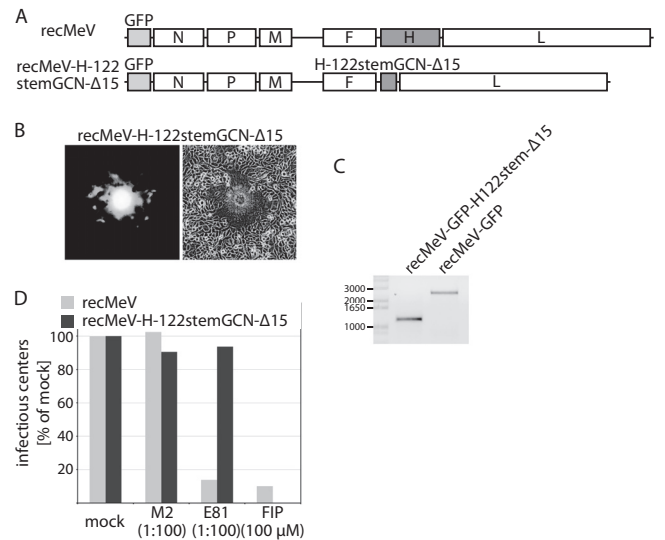 A
GFP
recMeV
N P M F H L
recMeV-H-122
stemGCN-Δ15
GFP
H-122stemGCN-Δ15
N P M F L
B
recMeV-H-122stemGCN-Δ15
C
recMeV-GFP-H122stem-Δ15
recMeV-GFP
3000
2000
1650
1000
D
recMeV
recMeV-H-122stemGCN-Δ15
infectious centers
[% of mock]
100
80
60
40
20
mock
M2
(1:100)
E81
(1:100)
FIP
(100 µM)